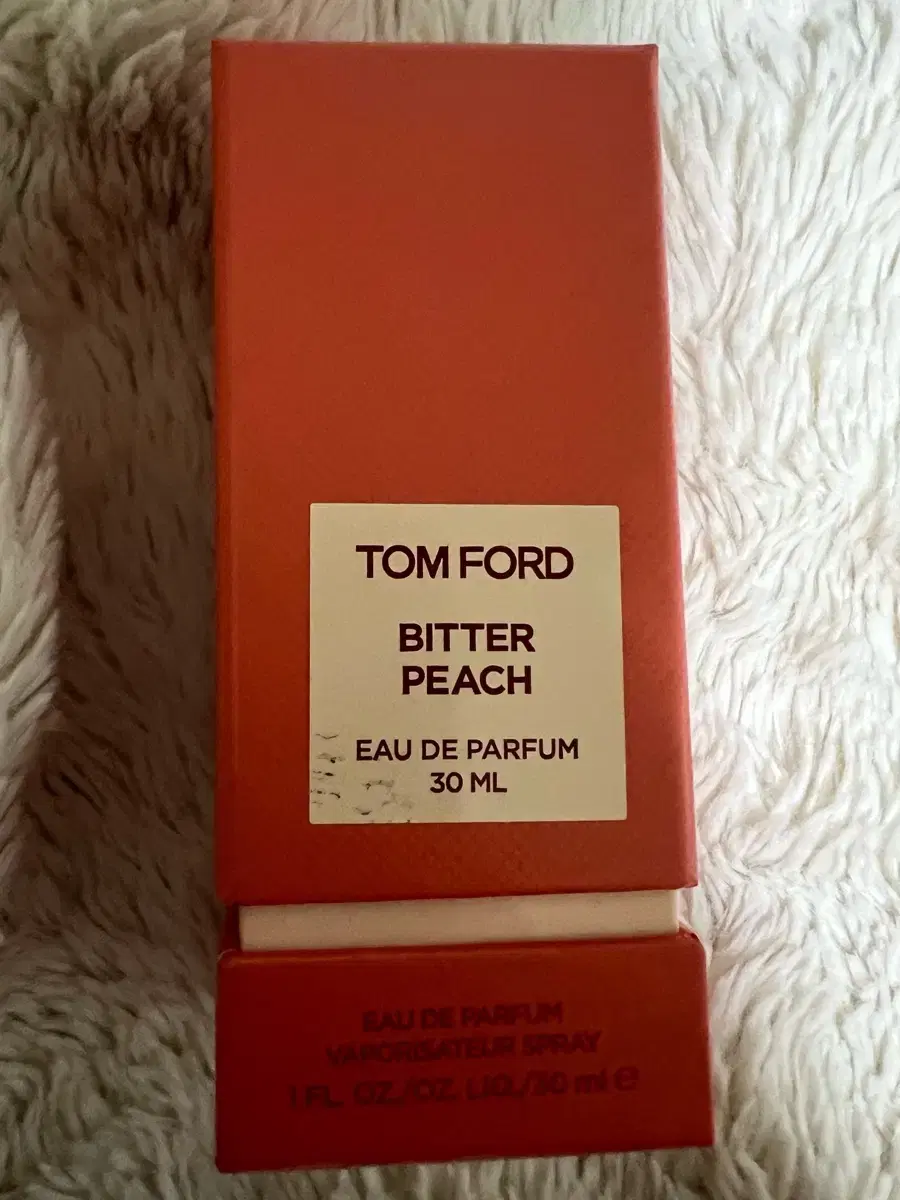 TOM FORD
BITTER
PEACH
EAU DE PARFUM
30 ML
EAU DE PARFUM
VAPORISATEUR SPRAY
1 FL. OZ./OZ. LIQ./30 ml e